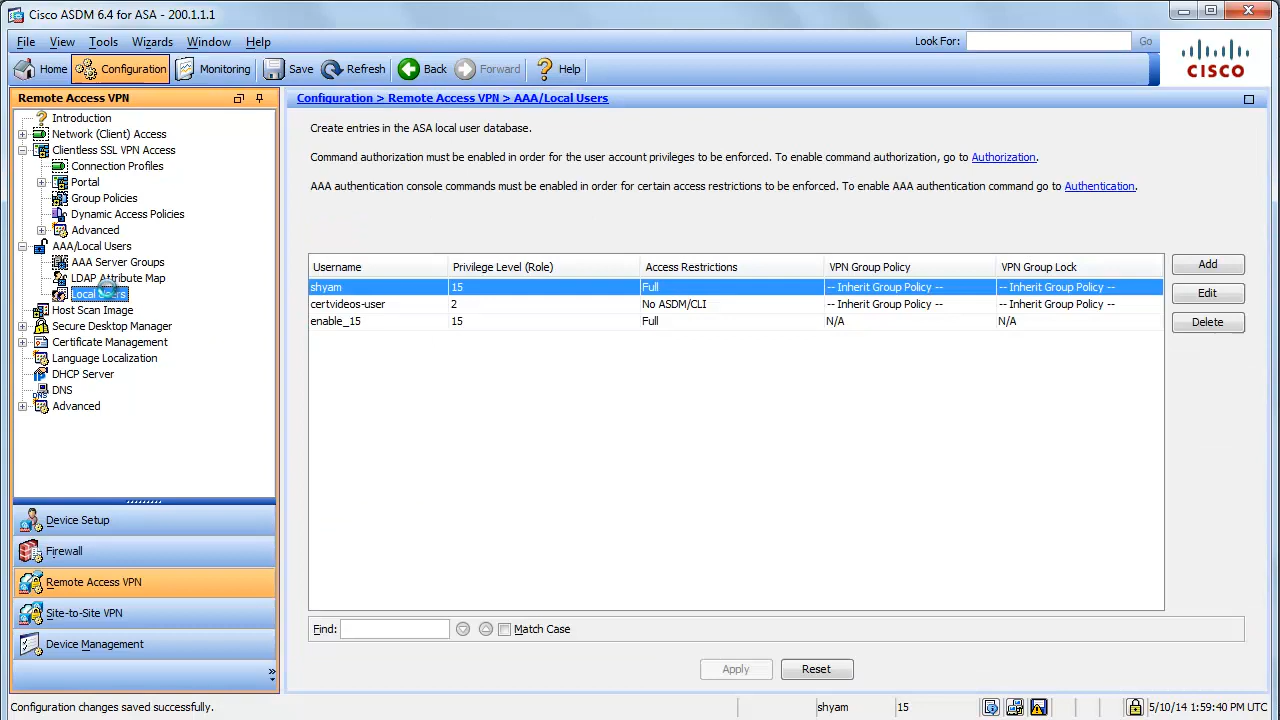 Cisco ASDM 6.4 for ASA - 200.1.1.1
File View Tools Wizards Window Help Look For: Go
Home Configuration Monitoring Save Refresh Back Forward Help
CISCO
Remote Access VPN
Introduction
Network (Client) Access
Clientless SSL VPN Access
Connection Profiles
Portal
Group Policies
Dynamic Access Policies
Advanced
AAA/Local Users
AAA Server Groups
LDAP Attribute Map
Local Users
Host Scan Image
Secure Desktop Manager
Certificate Management
Language Localization
DHCP Server
DNS
Advanced
Device Setup
Firewall
Remote Access VPN
Site-to-Site VPN
Device Management
Configuration > Remote Access VPN > AAA/Local Users
Create entries in the ASA local user database.
Command authorization must be enabled in order for the user account privileges to be enforced. To enable command authorization, go to Authorization.
AAA authentication console commands must be enabled in order for certain access restrictions to be enforced. To enable AAA authentication command go to Authentication.
Username Privilege Level (Role) Access Restrictions VPN Group Policy VPN Group Lock
shyam 15 Full -- Inherit Group Policy -- -- Inherit Group Policy --
certvideos-user 2 No ASDM/CLI -- Inherit Group Policy -- -- Inherit Group Policy --
enable_15 15 Full N/A N/A
Add
Edit
Delete
Find: Match Case
Apply Reset
Configuration changes saved successfully. shyam 15 5/10/14 1:59:40 PM UTC